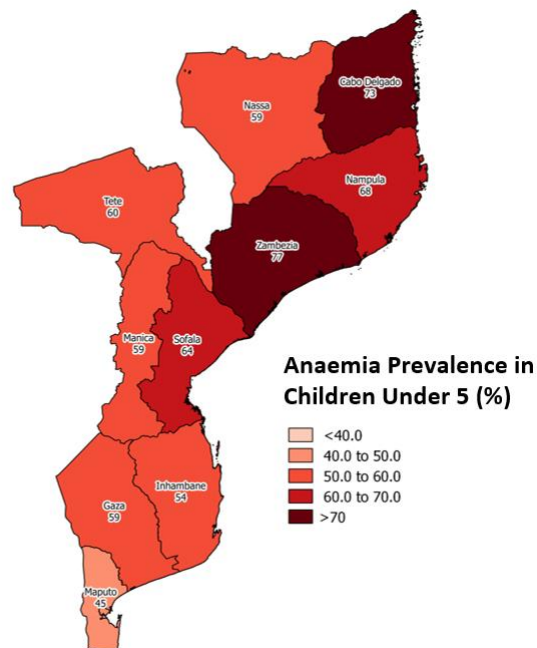 Cabo Delgado
73
Nassa
59
Nampula
68
Tete
60
Zambezia
77
Manica
59
Sofala
64
Anaemia Prevalence in
Children Under 5 (%)
<40.0
40.0 to 50.0
50.0 to 60.0
60.0 to 70.0
>70
Inhambane
54
Gaza
59
Maputo
45